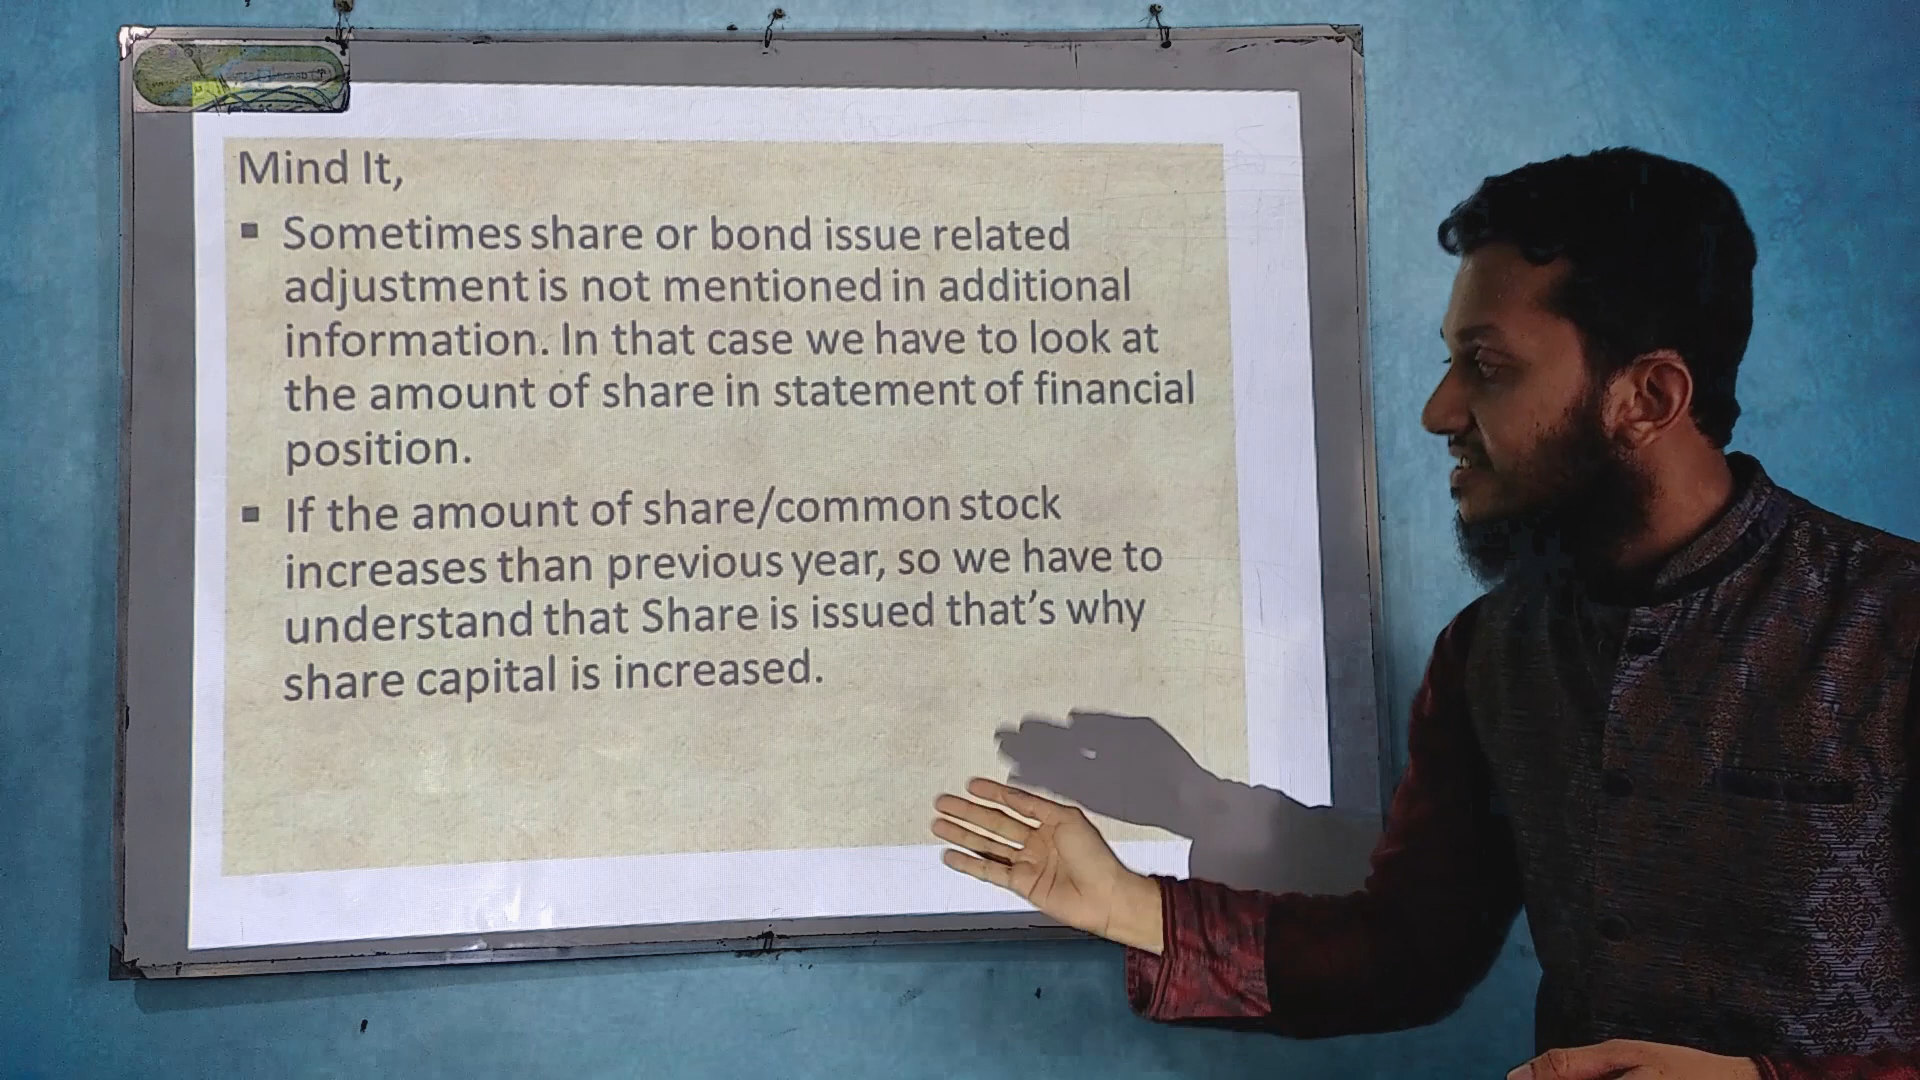 Mind It,
▪ Sometimes share or bond issue related
adjustment is not mentioned in additional
information. In that case we have to look at
the amount of share in statement of financial
position.
▪ If the amount of share/common stock
increases than previous year, so we have to
understand that Share is issued that's why
share capital is increased.